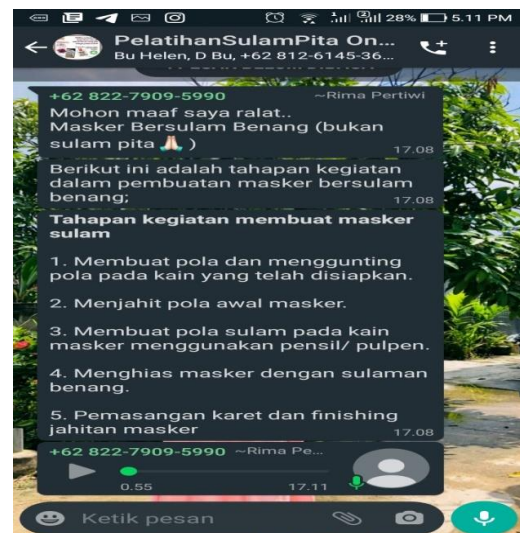 28% 5.11 PM
PelatihanSulamPita On...
Bu Helen, D Bu, +62 812-6145-36...
+62 822-7909-5990 ~Rima Pertiwi
Mohon maaf saya ralat..
Masker Bersulam Benang (bukan
sulam pita 🙏🏻 )
17.08
Berikut ini adalah tahapan kegiatan
dalam pembuatan masker bersulam
benang;
17.08
Tahapan kegiatan membuat masker
sulam
1. Membuat pola dan menggunting
pola pada kain yang telah disiapkan.
2. Menjahit pola awal masker.
3. Membuat pola sulam pada kain
masker menggunakan pensil/ pulpen.
4. Menghias masker dengan sulaman
benang.
5. Pemasangan karet dan finishing
jahitan masker
17.08
+62 822-7909-5990 ~Rima Pe...
0.55 17.11
Ketik pesan